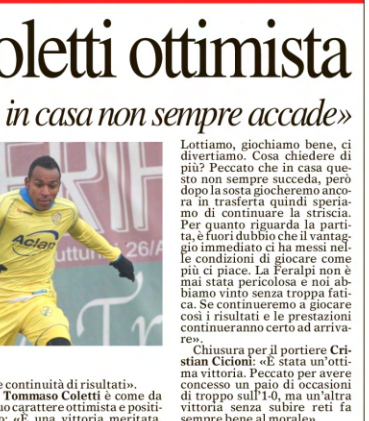 oletti ottimista
in casa non sempre accade»
Lottiamo, giochiamo bene, ci
divertiamo. Cosa chiedere di
più? Peccato che in casa que-
sto non sempre succeda, però
dopo la sosta giocheremo anco-
ra in trasferta quindi speria-
mo di continuare la striscia.
Per quanto riguarda la parti-
ta, è fuori dubbio che il vantag-
gio immediato ci ha messi nel-
le condizioni di giocare come
più ci piace. La Feralpi non è
mai stata pericolosa e noi ab-
biamo vinto senza troppa fati-
ca. Se continueremo a giocare
così i risultati e le prestazioni
continueranno certo ad arriva-
re».
Chiusura per il portiere Cri-
stian Cicioni: «È stata un'otti-
ma vittoria. Peccato per avere
concesso un paio di occasioni
di troppo sull'1-0, ma un'altra
vittoria senza subire reti fa
sempre bene al morale».
ERI
utturni 26/A
Tr
Aclen
e continuità di risultati».
Tommaso Coletti è come da
uo carattere ottimista e positi-
o: «È una vittoria meritata.